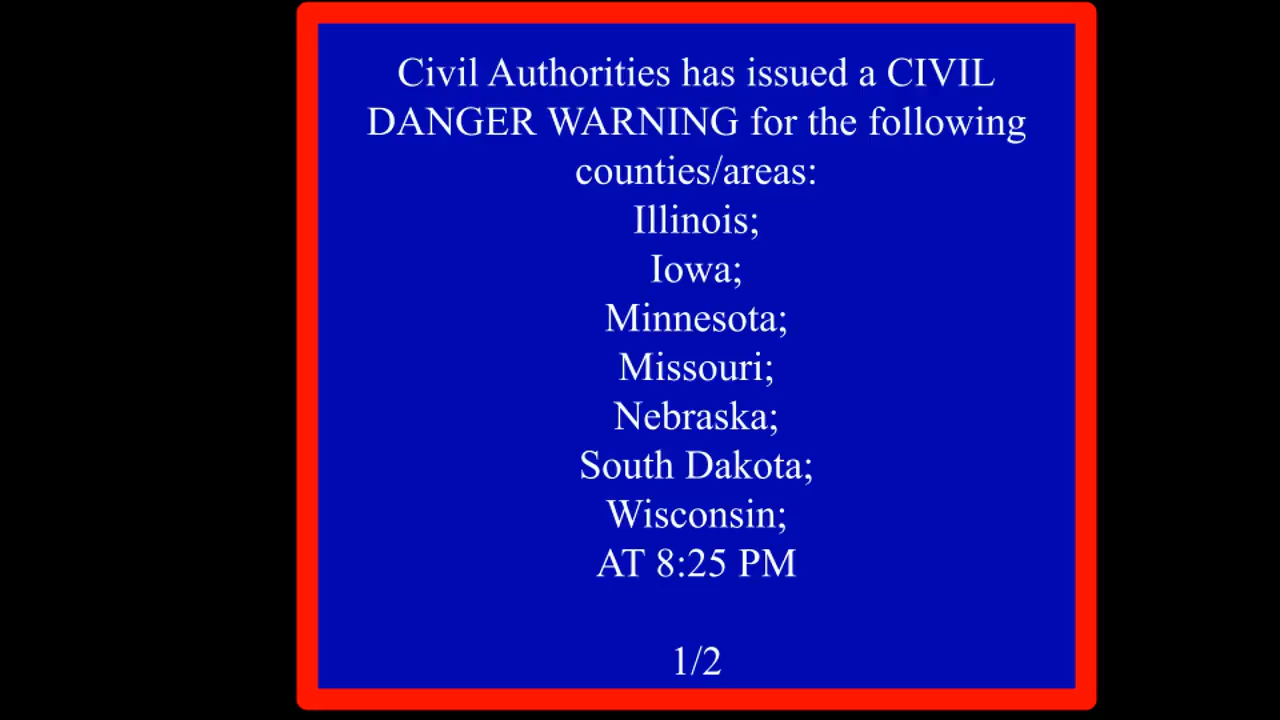 Civil Authorities has issued a CIVIL
DANGER WARNING for the following
counties/areas:
Illinois;
Iowa;
Minnesota;
Missouri;
Nebraska;
South Dakota;
Wisconsin;
AT 8:25 PM
1/2